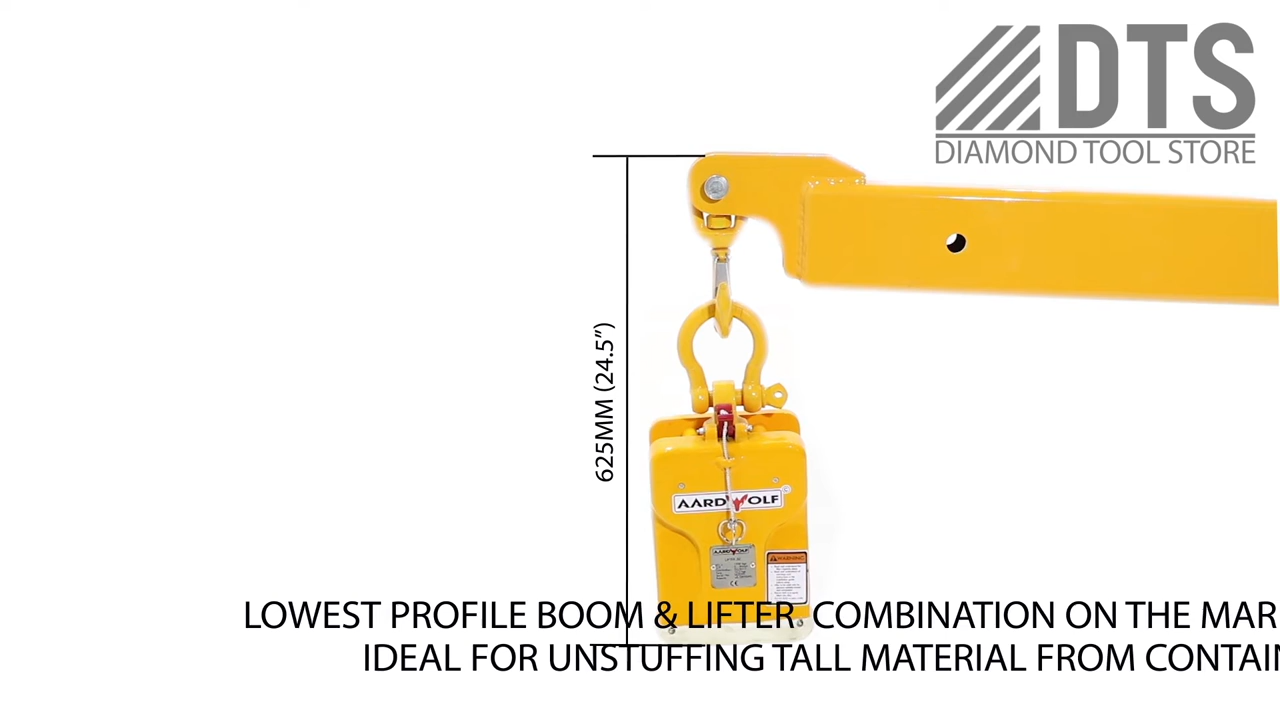 DTS
DIAMOND TOOL STORE
625MM (24.5”)
AARDWOLF
AARDWOLF
WARNING
LOWEST PROFILE BOOM & LIFTER COMBINATION ON THE MAR
IDEAL FOR UNSTUFFING TALL MATERIAL FROM CONTAIN